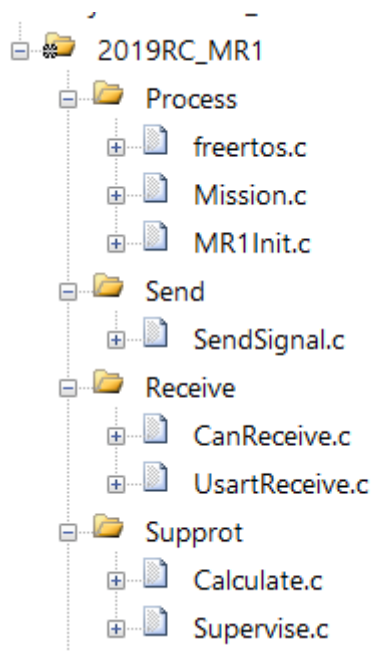 2019RC_MR1
Process
freertos.c
Mission.c
MR1Init.c
Send
SendSignal.c
Receive
CanReceive.c
UsartReceive.c
Supprot
Calculate.c
Supervise.c